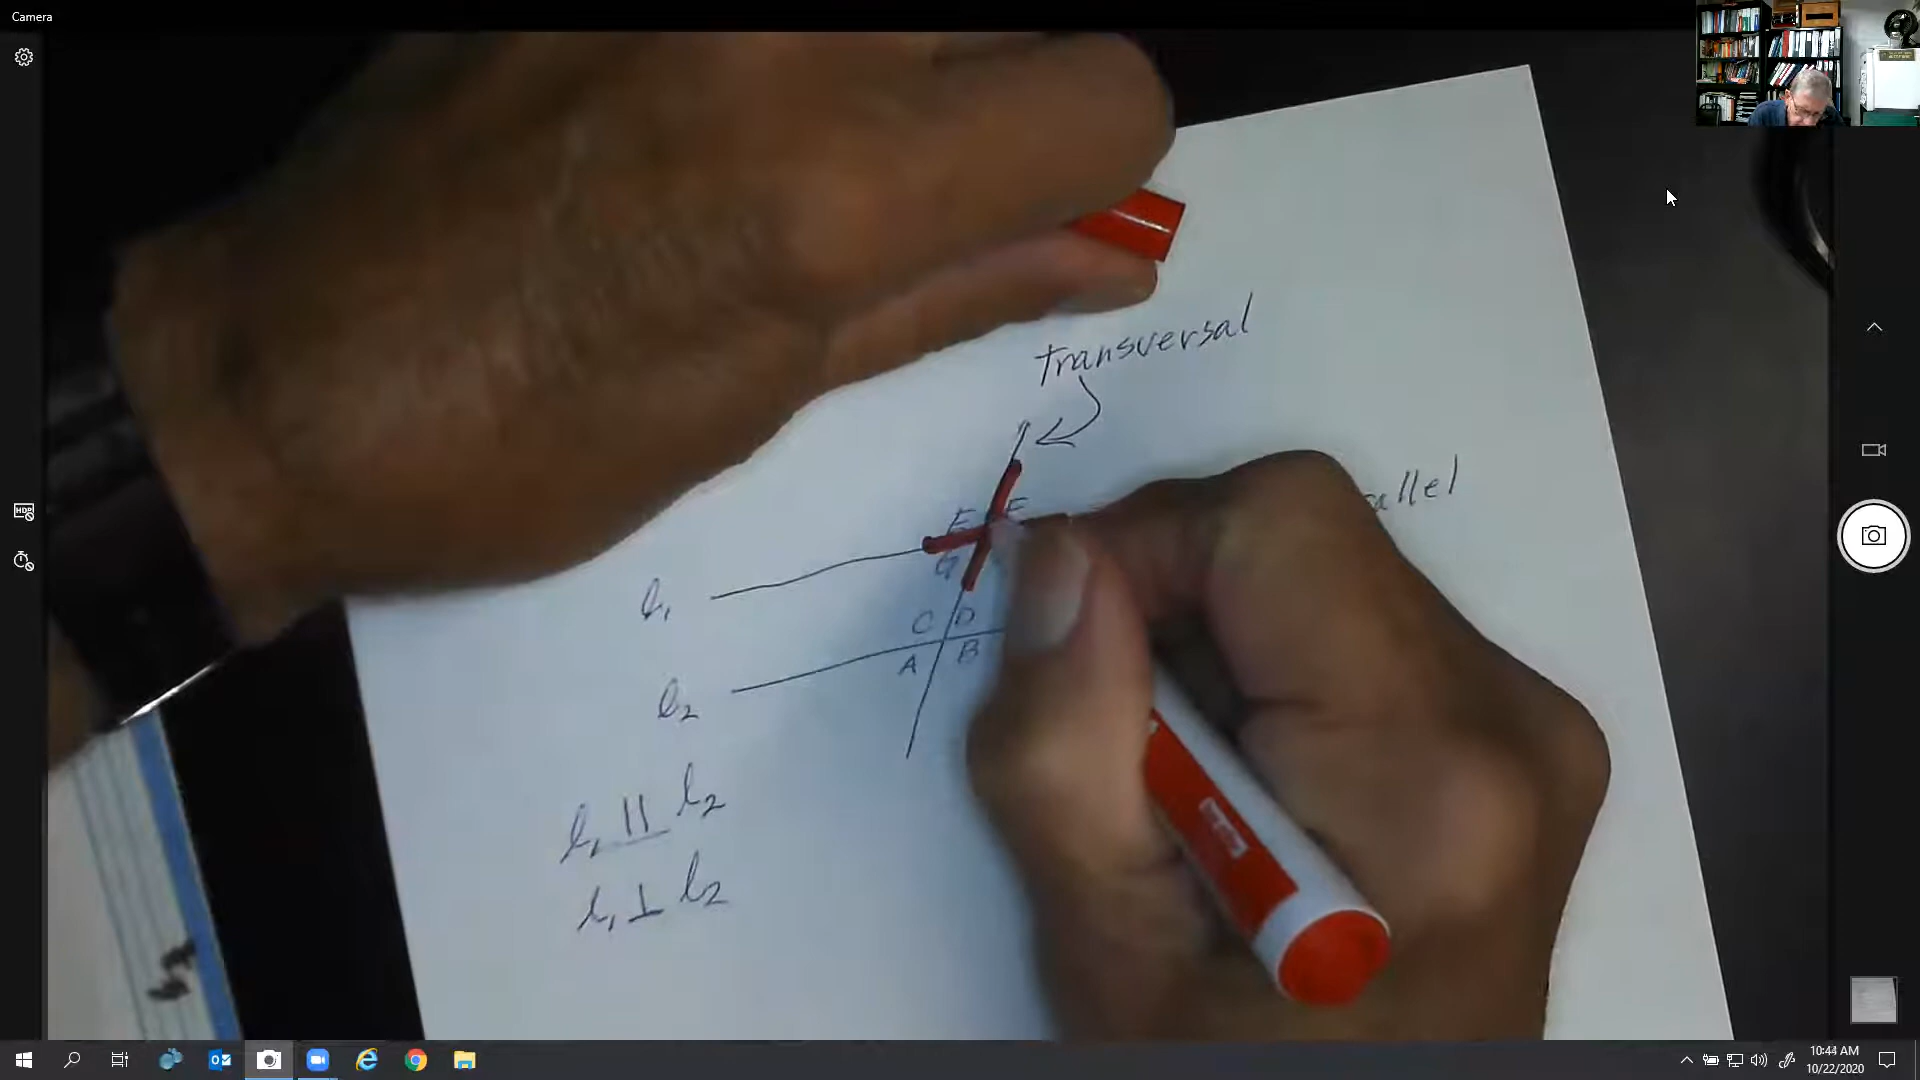 Camera
transversal
E F
allel
G
l₁
C D
A B
l₂
l₁ || l₂
l₁ ⊥ l₂
10:44 AM
10/22/2020